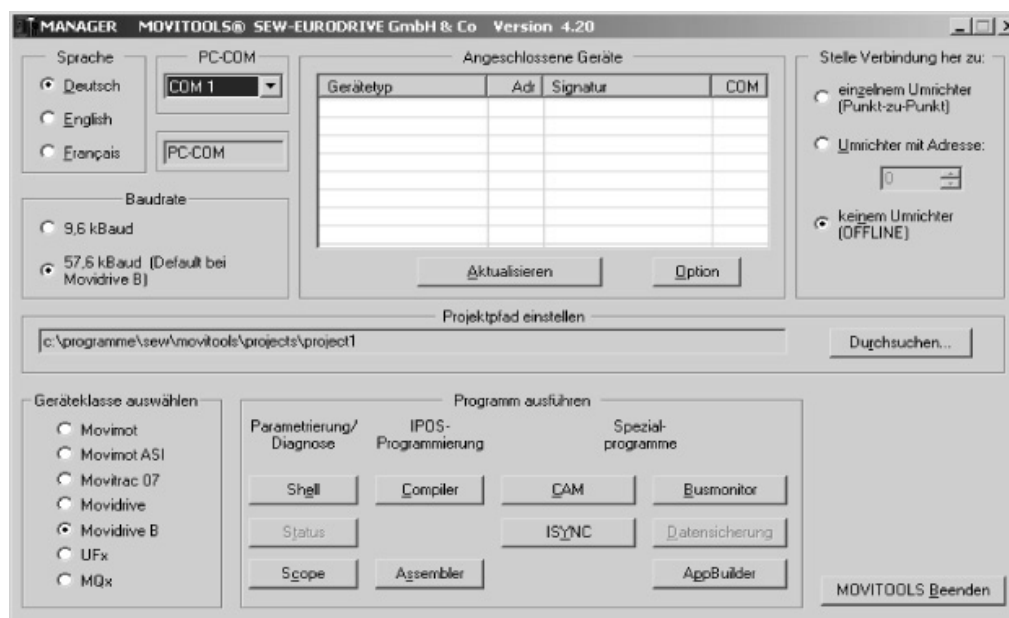 MANAGER MOVITOOLS® SEW-EURODRIVE GmbH & Co Version 4.20
Sprache
Deutsch
English
Français
PC-COM
COM 1
PC-COM
Baudrate
9,6 kBaud
57,6 kBaud (Default bei
Movidrive B)
Angeschlossene Geräte
Gerätetyp Adr Signatur COM
Aktualisieren
Option
Stelle Verbindung her zu:
einzelnem Umrichter
(Punkt-zu-Punkt)
Umrichter mit Adresse:
0
keinem Umrichter
(OFFLINE)
Projektpfad einstellen
c:\programme\sew\movitools\projects\project1
Durchsuchen...
Geräteklasse auswählen
Movimot
Movimot ASI
Movitrac 07
Movidrive
Movidrive B
UFx
MQx
Programm ausführen
Parametrierung/
Diagnose
Shell
Status
Scope
IPOS-
Programmierung
Compiler
Assembler
Spezial-
programme
CAM
Busmonitor
ISYNC
Datensicherung
AppBuilder
MOVITOOLS Beenden